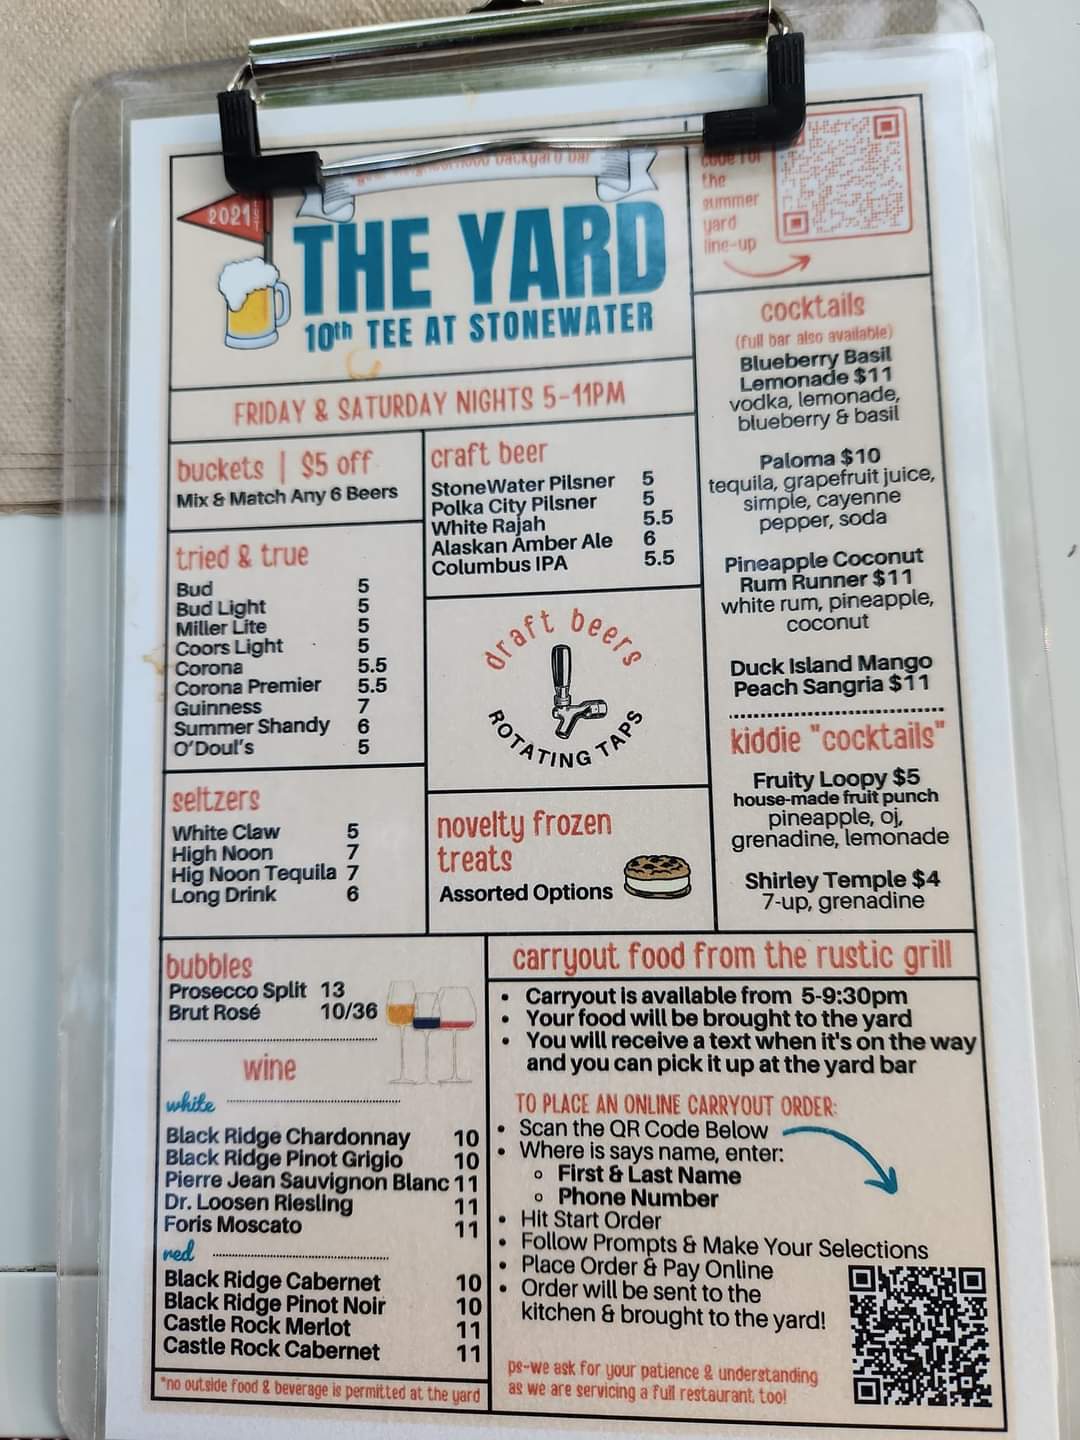 backyard bar
2021
THE YARD
10th TEE AT STONEWATER
code for
the
summer
yard
line-up
FRIDAY & SATURDAY NIGHTS 5-11PM
buckets | $5 off
Mix & Match Any 6 Beers
tried & true
Bud 5
Bud Light 5
Miller Lite 5
Coors Light 5
Corona 5.5
Corona Premier 5.5
Guinness 7
Summer Shandy 6
O'Doul's 5
seltzers
White Claw 5
High Noon 7
Hig Noon Tequila 7
Long Drink 6
craft beer
StoneWater Pilsner 5
Polka City Pilsner 5
White Rajah 5.5
Alaskan Amber Ale 6
Columbus IPA 5.5
draft beers
ROTATING TAPS
novelty frozen
treats
Assorted Options
cocktails
(full bar also available)
Blueberry Basil
Lemonade $11
vodka, lemonade,
blueberry & basil
Paloma $10
tequila, grapefruit juice,
simple, cayenne
pepper, soda
Pineapple Coconut
Rum Runner $11
white rum, pineapple,
coconut
Duck Island Mango
Peach Sangria $11
kiddie "cocktails"
Fruity Loopy $5
house-made fruit punch
pineapple, oj,
grenadine, lemonade
Shirley Temple $4
7-up, grenadine
bubbles
Prosecco Split 13
Brut Rosé 10/36
wine
white
Black Ridge Chardonnay 10
Black Ridge Pinot Grigio 10
Pierre Jean Sauvignon Blanc 11
Dr. Loosen Riesling 11
Foris Moscato 11
red
Black Ridge Cabernet 10
Black Ridge Pinot Noir 10
Castle Rock Merlot 11
Castle Rock Cabernet 11
*no outside food & beverage is permitted at the yard
carryout food from the rustic grill
• Carryout is available from 5-9:30pm
• Your food will be brought to the yard
• You will receive a text when it's on the way
and you can pick it up at the yard bar
TO PLACE AN ONLINE CARRYOUT ORDER:
• Scan the QR Code Below
• Where is says name, enter:
o First & Last Name
o Phone Number
• Hit Start Order
• Follow Prompts & Make Your Selections
• Place Order & Pay Online
• Order will be sent to the
kitchen & brought to the yard!
ps-we ask for your patience & understanding
as we are servicing a full restaurant, too!